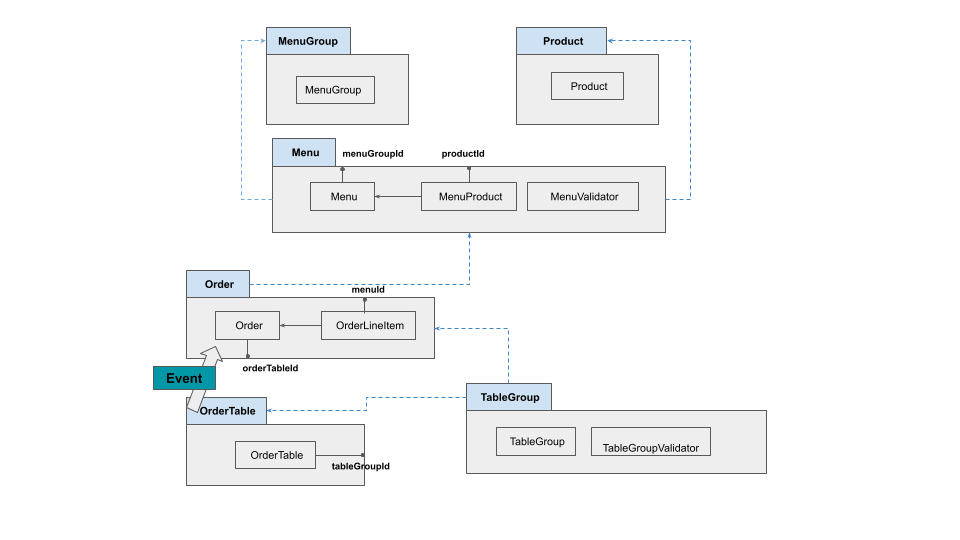 MenuGroup
MenuGroup
Product
Product
Menu
menuGroupId
productId
Menu
MenuProduct
MenuValidator
Order
menuId
Order
OrderLineItem
orderTableId
Event
OrderTable
OrderTable
tableGroupId
TableGroup
TableGroup
TableGroupValidator